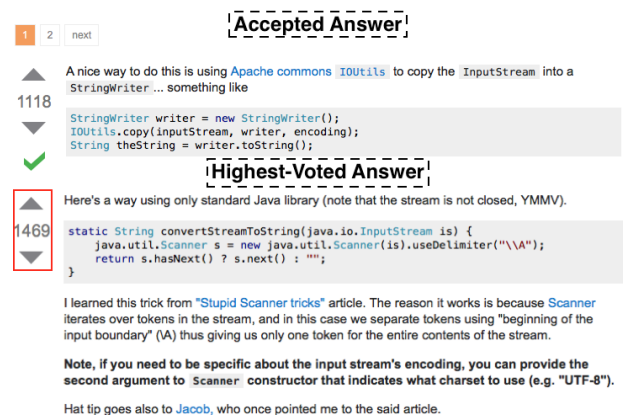 Accepted Answer
1 2 next
A nice way to do this is using Apache commons IOUtils to copy the InputStream into a
StringWriter ... something like
1118
StringWriter writer = new StringWriter();
IOUtils.copy(inputStream, writer, encoding);
String theString = writer.toString();
Highest-Voted Answer
Here's a way using only standard Java library (note that the stream is not closed, YMMV).
1469
static String convertStreamToString(java.io.InputStream is) {
    java.util.Scanner s = new java.util.Scanner(is).useDelimiter("\\A");
    return s.hasNext() ? s.next() : "";
}
I learned this trick from "Stupid Scanner tricks" article. The reason it works is because Scanner
iterates over tokens in the stream, and in this case we separate tokens using "beginning of the
input boundary" (\A) thus giving us only one token for the entire contents of the stream.
Note, if you need to be specific about the input stream's encoding, you can provide the
second argument to Scanner constructor that indicates what charset to use (e.g. "UTF-8").
Hat tip goes also to Jacob, who once pointed me to the said article.